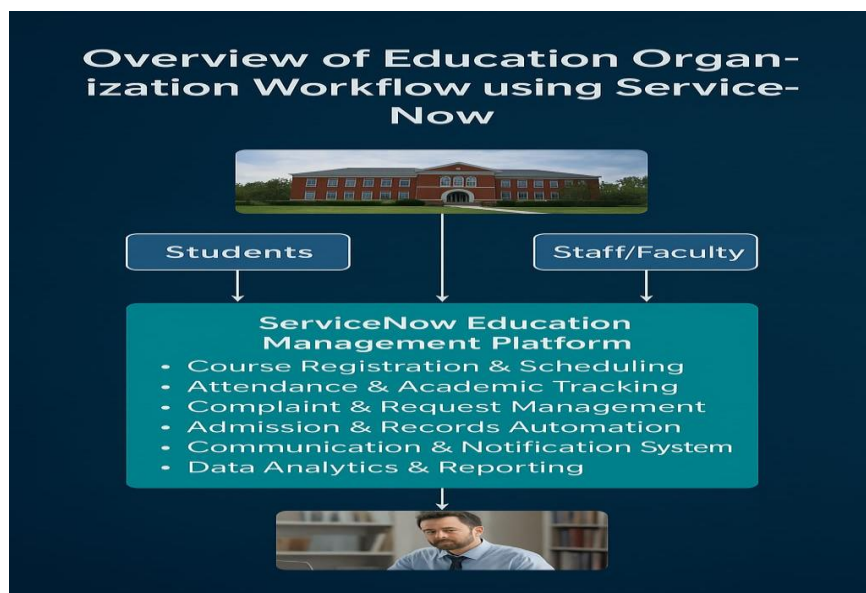 Overview of Education Organ-
ization Workflow using Service-
Now
Students
Staff/Faculty
ServiceNow Education
Management Platform
• Course Registration & Scheduling
• Attendance & Academic Tracking
• Complaint & Request Management
• Admission & Records Automation
• Communication & Notification System
• Data Analytics & Reporting